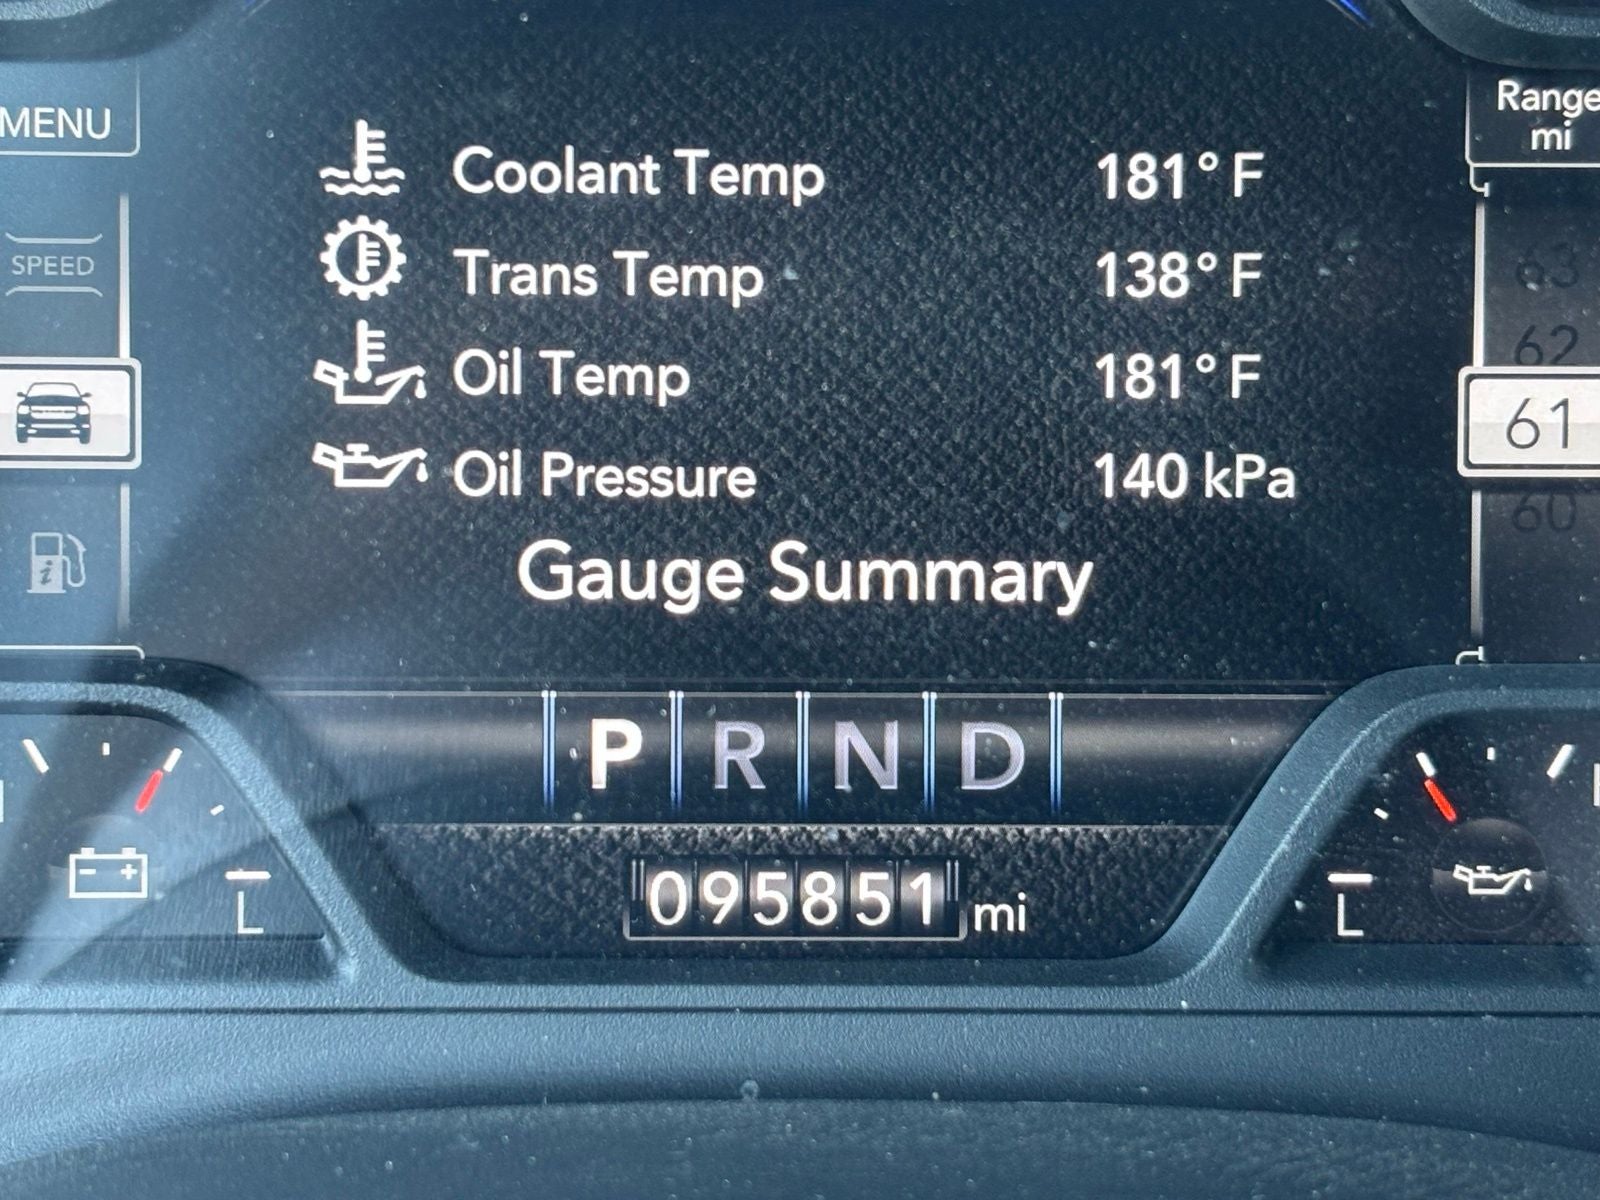 MENU
Range
mi
Coolant Temp 181° F
SPEED
Trans Temp 138° F
63
62
Oil Temp 181° F
61
Oil Pressure 140 kPa
60
i
Gauge Summary
P R N D
- +
L
095851 mi
L